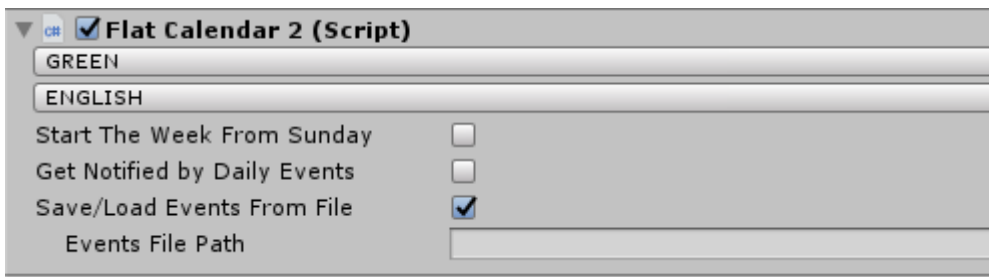 c# Flat Calendar 2 (Script)
GREEN
ENGLISH
Start The Week From Sunday
Get Notified by Daily Events
Save/Load Events From File
Events File Path